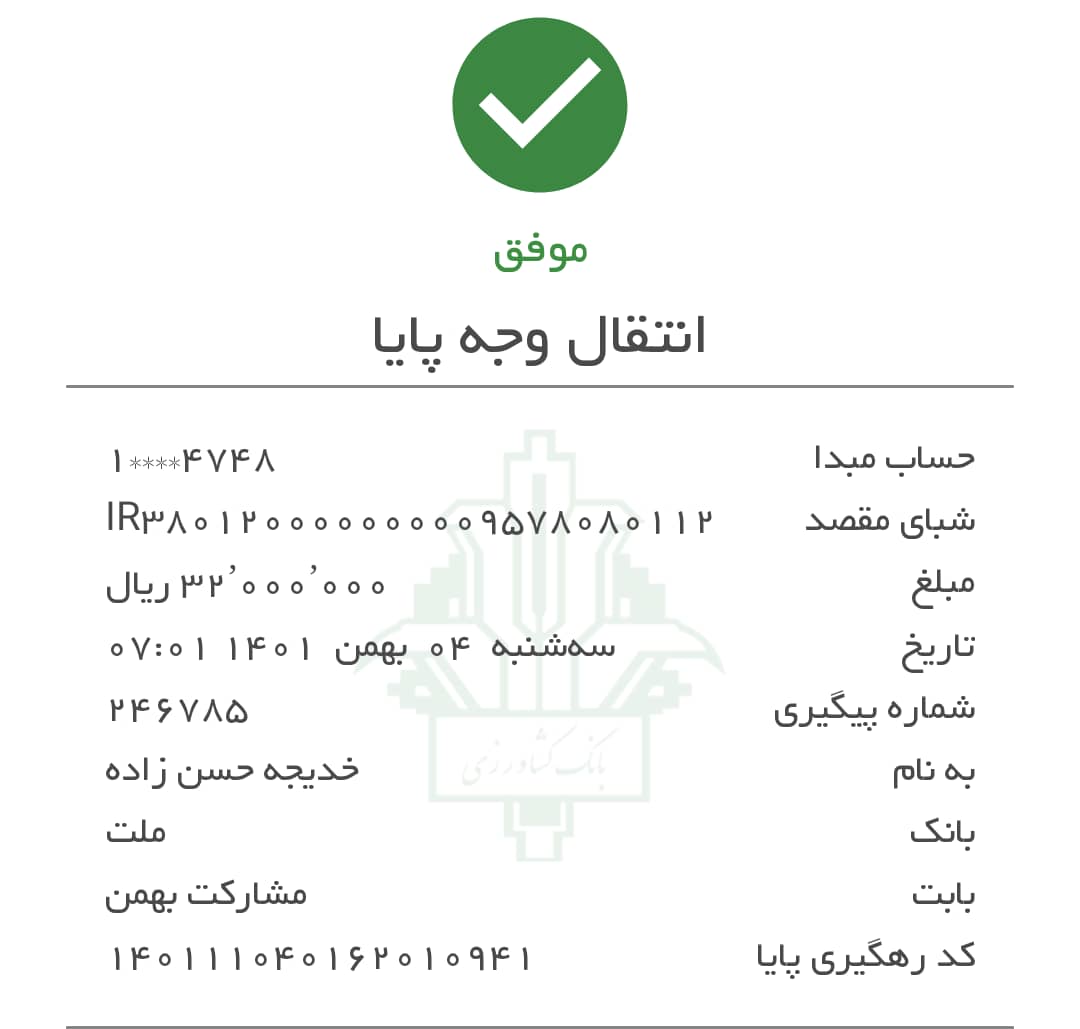 موفق
انتقال وجه پایا
حساب مبدا ۱****۴۷۴۸
شبای مقصد IR۳۸۰۱۲۰۰۰۰۰۰۰۰۰۹۵۷۸۰۸۰۱۱۲
مبلغ ۳۲٬۰۰۰٬۰۰۰ ریال
تاریخ سه‌شنبه ۰۴ بهمن ۱۴۰۱ ۰۷:۰۱
شماره پیگیری ۲۴۶۷۸۵
به نام خدیجه حسن زاده
بانک ملت
بابت مشارکت بهمن
کد رهگیری پایا ۱۴۰۱۱۱۰۴۰۱۶۲۰۱۰۹۴۱
بانک کشاورزی